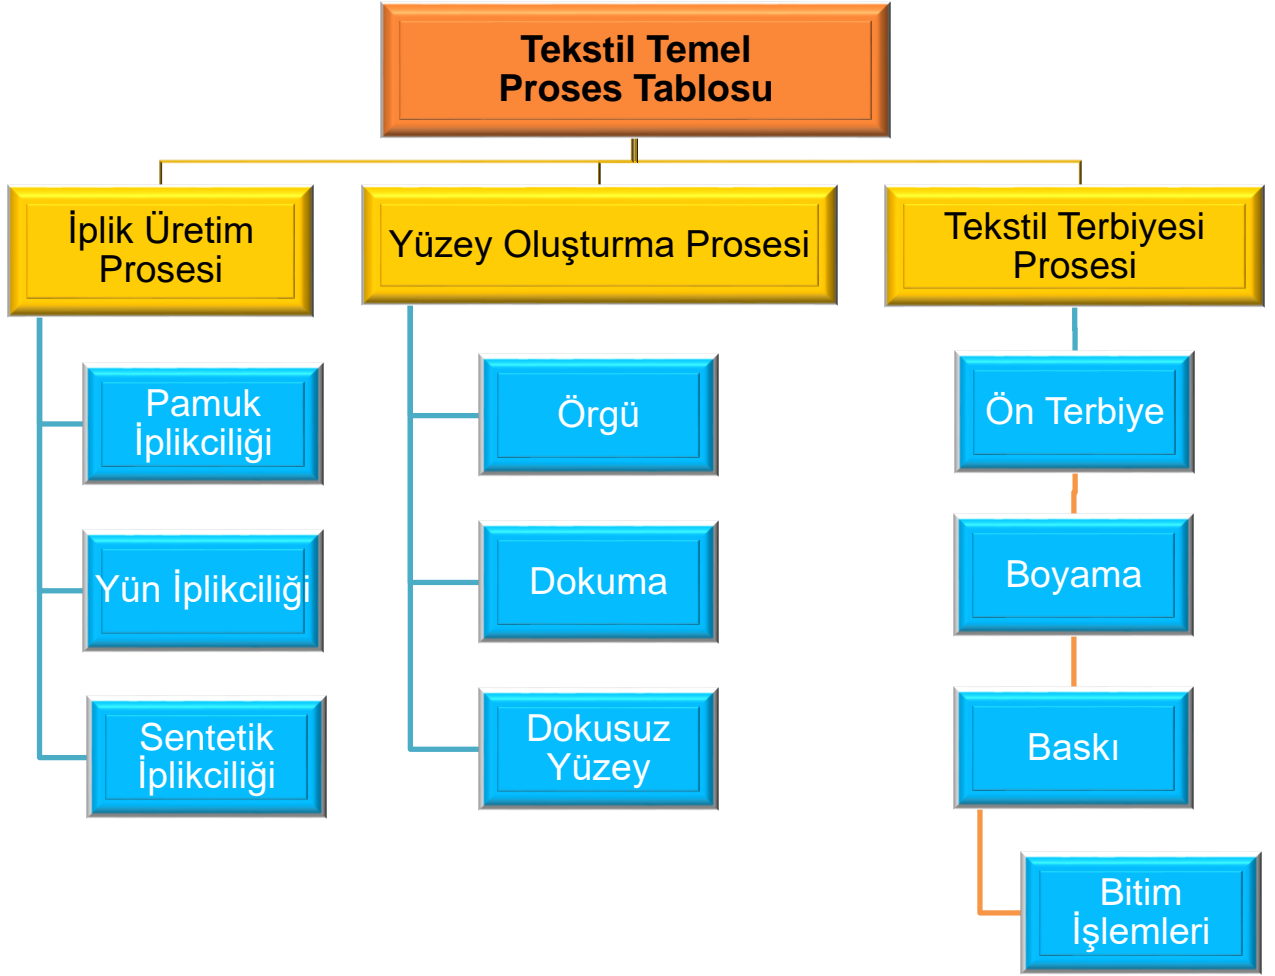 Tekstil Temel
Proses Tablosu
İplik Üretim
Prosesi
Yüzey Oluşturma Prosesi
Tekstil Terbiyesi
Prosesi
Pamuk
İplikciliği
Yün İplikciliği
Sentetik
İplikciliği
Örgü
Dokuma
Dokusuz
Yüzey
Ön Terbiye
Boyama
Baskı
Bitim
İşlemleri